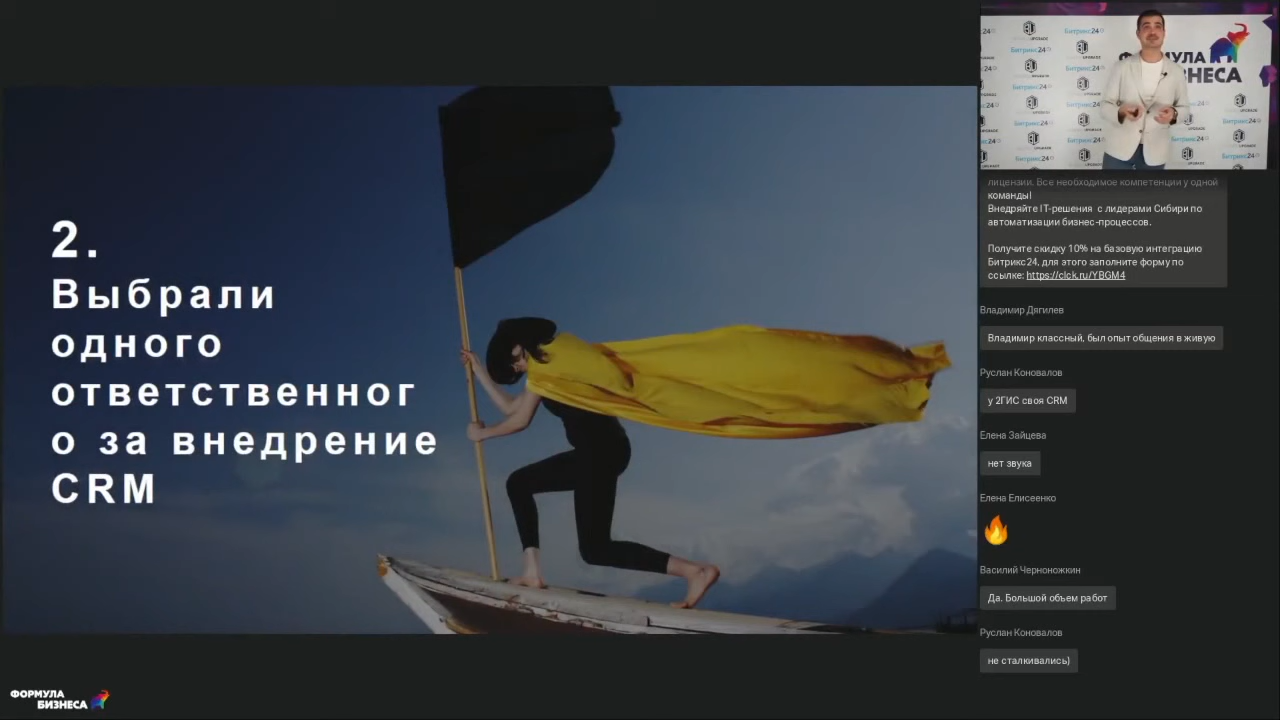 2.
Выбрали
одного
ответственног
о за внедрение
CRM
ФОРМУЛА
БИЗНЕСА
Битрикс24
лицензии. Все необходимое компетенции у одной
команды!
Внедряйте IT-решения с лидерами Сибири по
автоматизации бизнес-процессов.
Получите скидку 10% на базовую интеграцию
Битрикс24, для этого заполните форму по
ссылке: https://clck.ru/YBGM4
Владимир Дягилев
Владимир классный, был опыт общения в живую
Руслан Коновалов
у 2ГИС своя CRM
Елена Зайцева
нет звука
Елена Елисеенко
Василий Черноножкин
Да. Большой объем работ
Руслан Коновалов
не сталкивались)